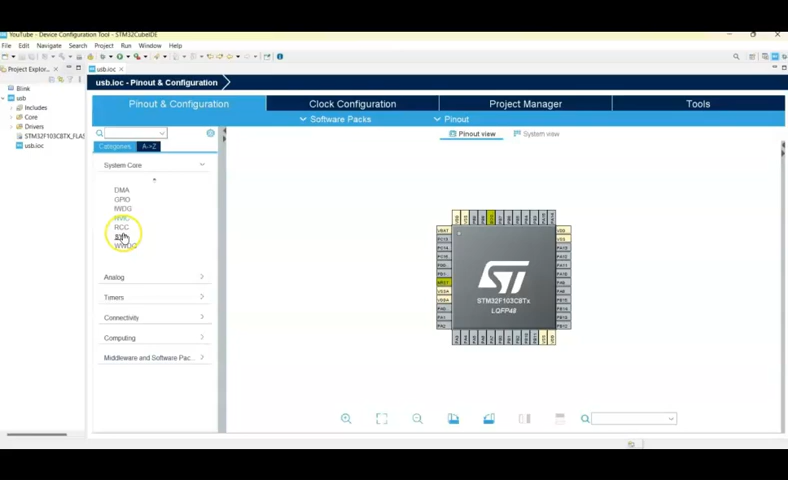 YouTube - Device Configuration Tool - STM32CubeIDE
File Edit Navigate Search Project Run Window Help
Project Explor...
usb.ioc
Blink
usb
Includes
Core
Drivers
STM32F103C8TX_FLAS
usb.ioc
usb.ioc - Pinout & Configuration
Pinout & Configuration
Clock Configuration
Project Manager
Tools
Software Packs
Pinout
Categories
A->Z
Pinout view
System view
System Core
DMA
GPIO
IWDG
NVIC
RCC
SYS
WWDG
Analog
Timers
Connectivity
Computing
Middleware and Software Pac...
STM32F103C8Tx
LQFP48